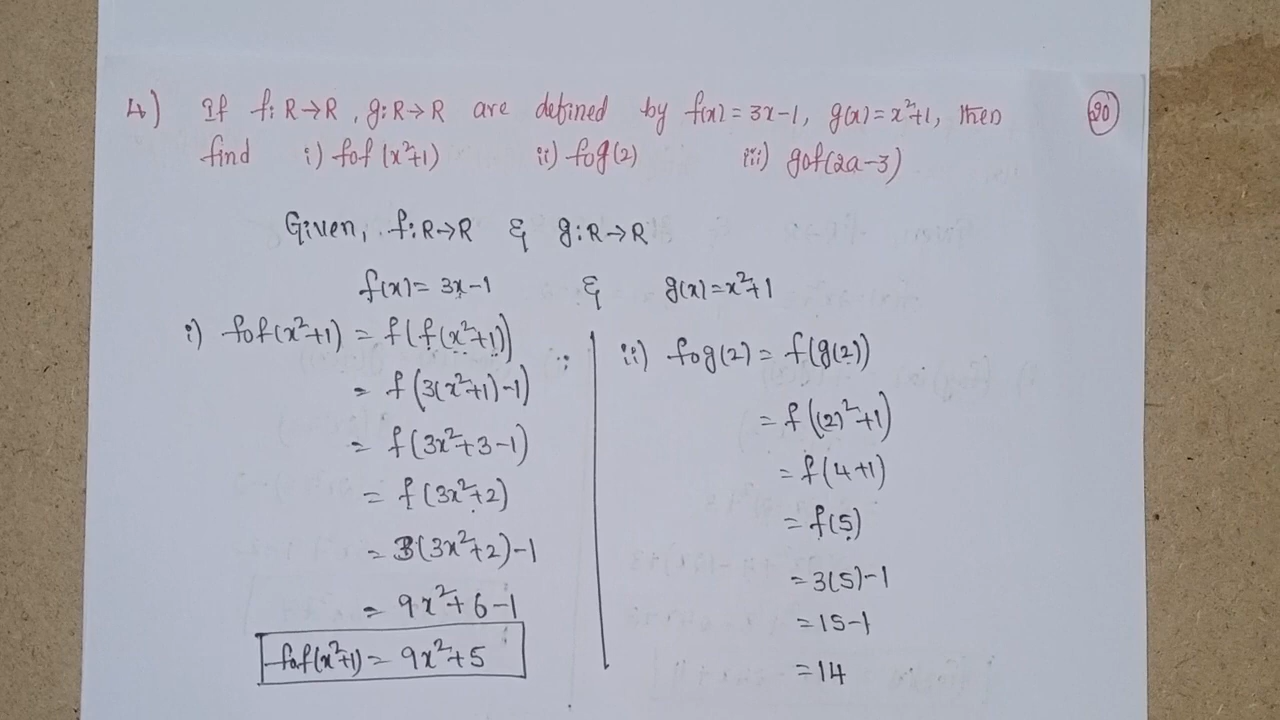 4) If f: R→R, g: R→R are defined by f(x) = 3x-1, g(x) = x²+1, then
20
find i) fof (x²+1) ii) fog(2) iii) gof(2a-3)
Given, f: R→R & g: R→R
f(x) = 3x-1 & g(x) = x²+1
i) fof(x²+1) = f(f(x²+1))
= f(3(x²+1)-1)
= f(3x²+3-1)
= f(3x²+2)
= 3(3x²+2)-1
= 9x²+6-1
fof(x²+1) = 9x²+5
ii) fog(2) = f(g(2))
= f((2)²+1)
= f(4+1)
= f(5)
= 3(5)-1
= 15-1
= 14